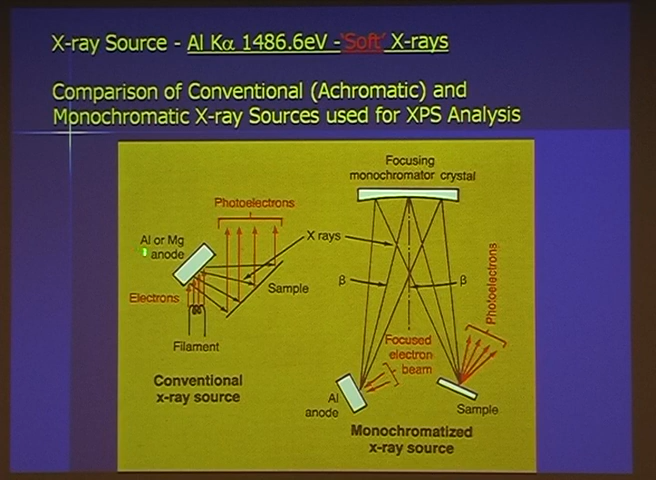 X-ray Source - Al Kα 1486.6eV -'Soft' X-rays
Comparison of Conventional (Achromatic) and
Monochromatic X-ray Sources used for XPS Analysis
Focusing
monochromator crystal
Photoelectrons
Al or Mg
anode
X rays
Electrons
Sample
Filament
Conventional
x-ray source
β
β
Photoelectrons
Focused
electron
beam
Al
anode
Sample
Monochromatized
x-ray source